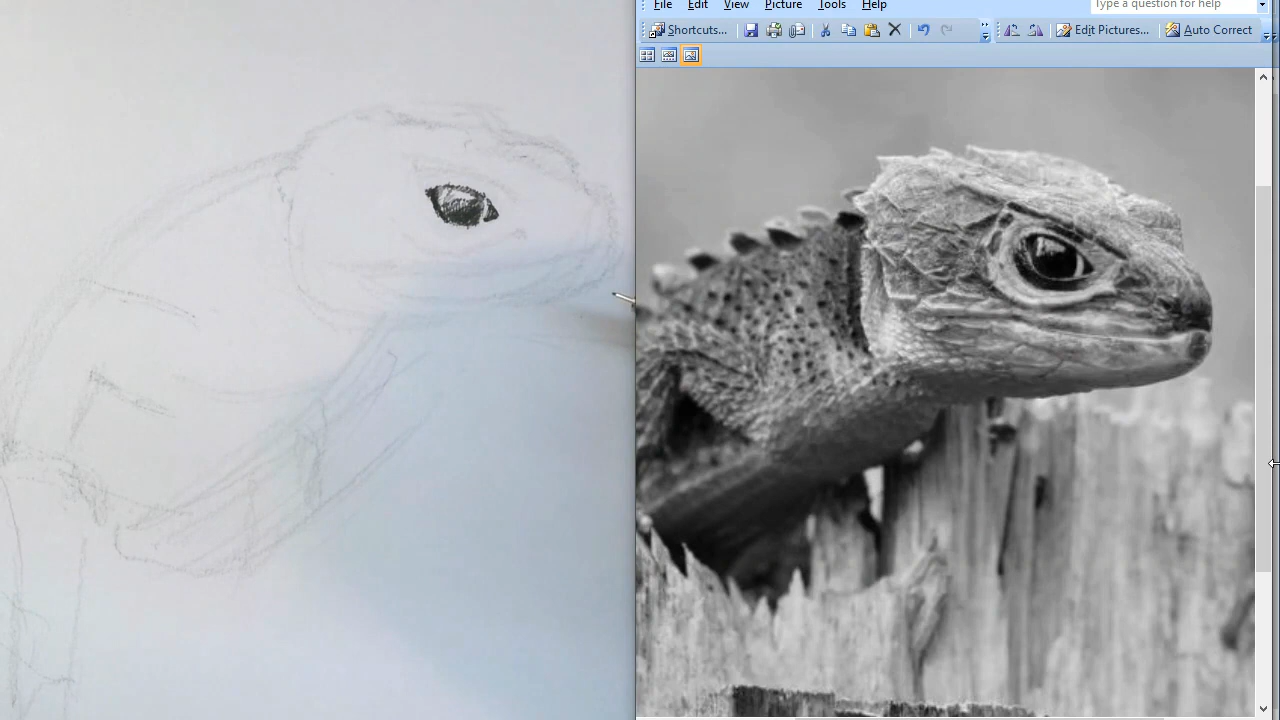 File Edit View Picture Tools Help
Type a question for help
Shortcuts... Edit Pictures... Auto Correct